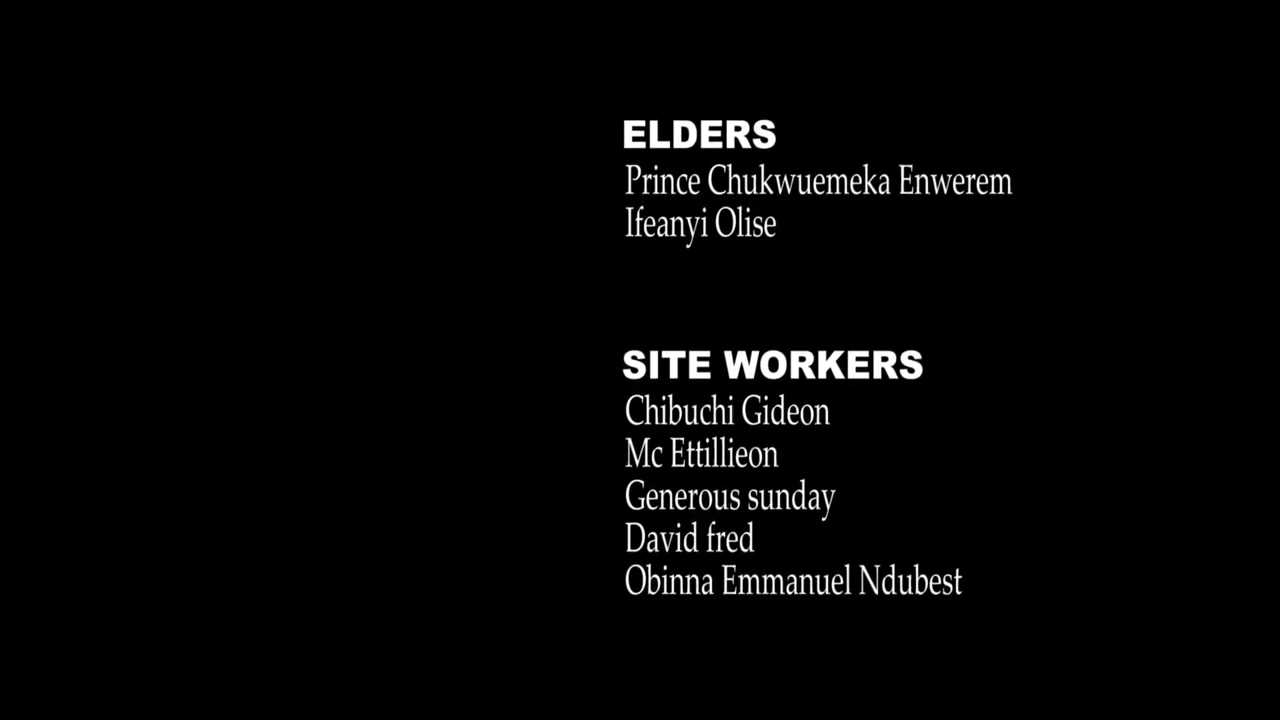 ELDERS
Prince Chukwuemeka Enwerem
Ifeanyi Olise
SITE WORKERS
Chibuchi Gideon
Mc Ettillieon
Generous sunday
David fred
Obinna Emmanuel Ndubest